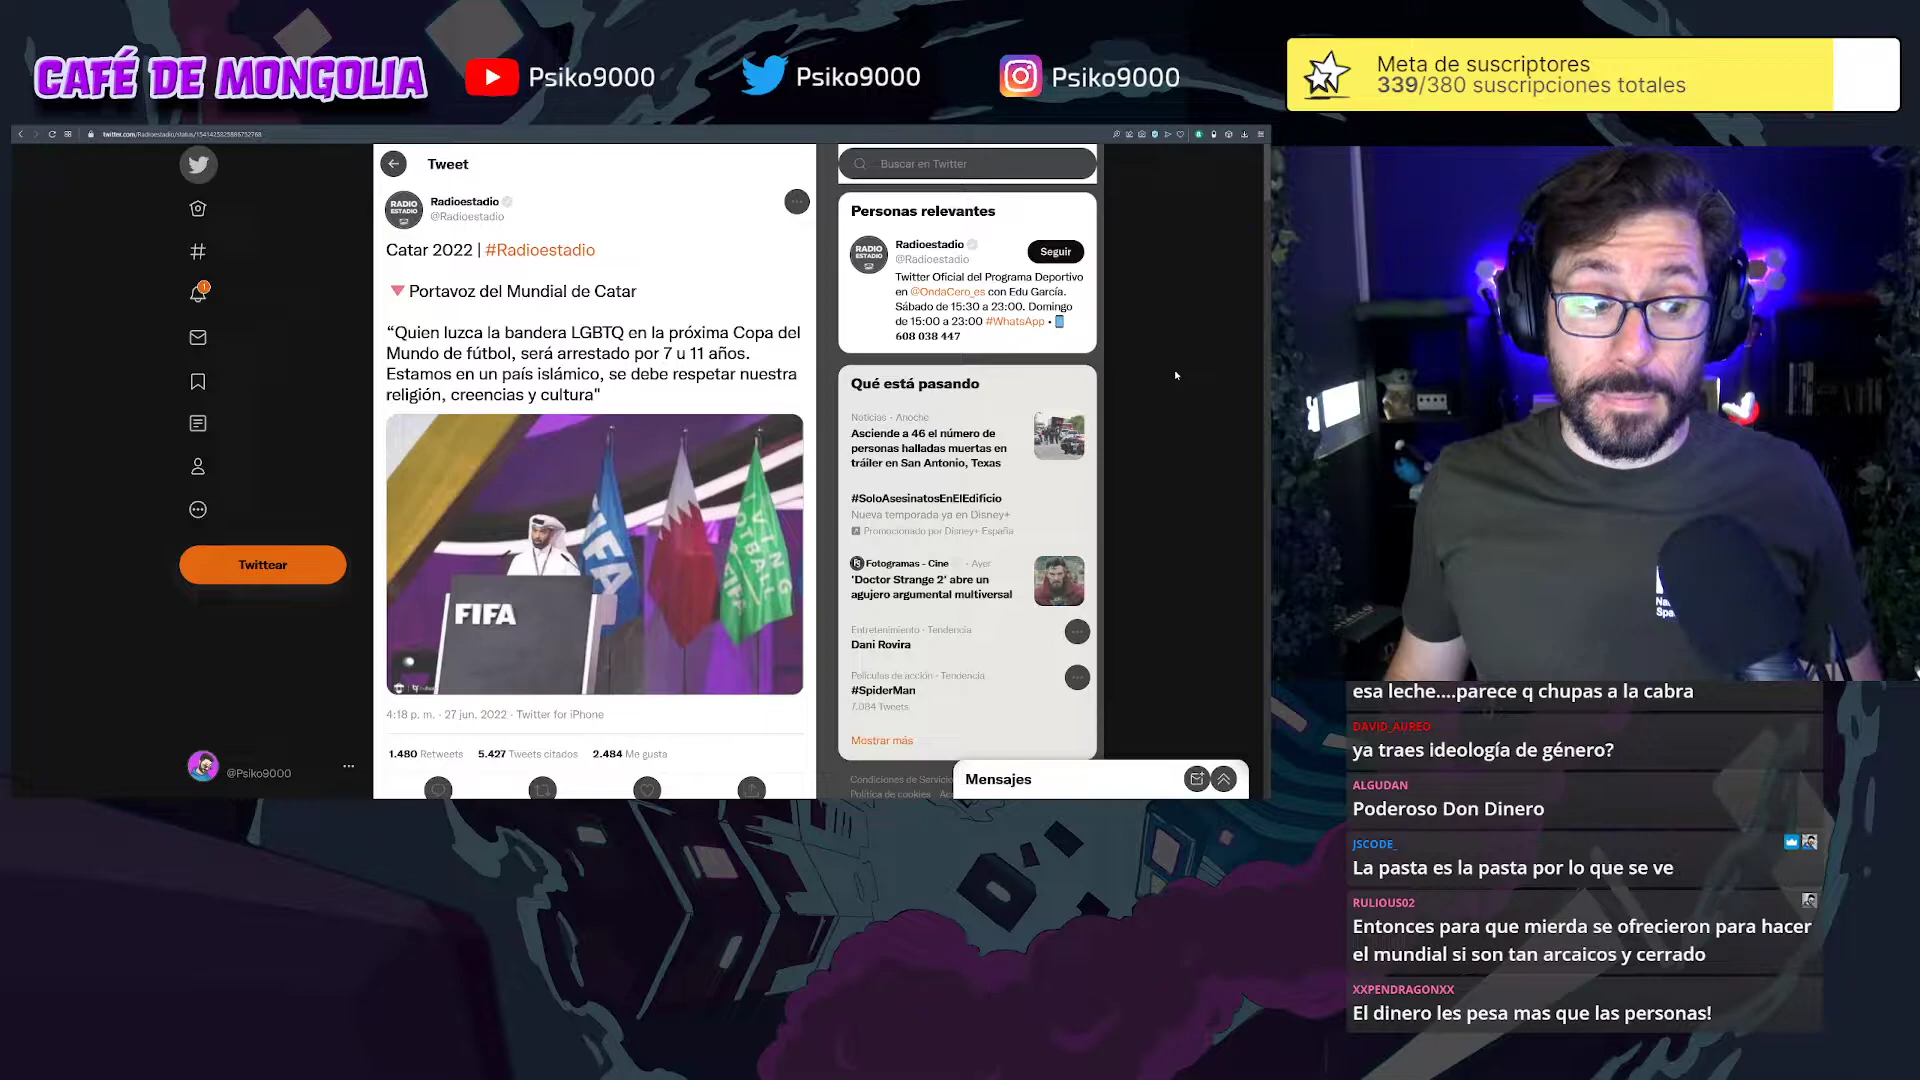 CAFÉ DE MONGOLIA
Psiko9000
Psiko9000
Psiko9000
Meta de suscriptores
339/380 suscripciones totales
Tweet
Radioestadio
@Radioestadio
Catar 2022 | #Radioestadio
Portavoz del Mundial de Catar
“Quien luzca la bandera LGBTQ en la próxima Copa del
Mundo de fútbol, será arrestado por 7 u 11 años.
Estamos en un país islámico, se debe respetar nuestra
religión, creencias y cultura"
RADIO
ESTADIO
FIFA
FIFA
4:18 p. m. · 27 jun. 2022 · Twitter for iPhone
1.480 Retweets 5.427 Tweets citados 2.484 Me gusta
Twittear
@Psiko9000
Buscar en Twitter
Personas relevantes
RADIO
ESTADIO
Radioestadio
@Radioestadio
Seguir
Twitter Oficial del Programa Deportivo
en @OndaCero_es con Edu García.
Sábado de 15:30 a 23:00. Domingo
de 15:00 a 23:00 #WhatsApp •
608 038 447
Qué está pasando
Noticias · Anoche
Asciende a 46 el número de
personas halladas muertas en
tráiler en San Antonio, Texas
#SoloAsesinatosEnElEdificio
Nueva temporada ya en Disney+
Promocionado por Disney+ España
Fotogramas - Cine · Ayer
'Doctor Strange 2' abre un
agujero argumental multiversal
Entretenimiento · Tendencia
Dani Rovira
Películas de acción · Tendencia
#SpiderMan
7.084 Tweets
Mostrar más
Condiciones de Servicio
Política de cookies
Mensajes
esa leche....parece q chupas a la cabra
DAVID_AUREO
ya traes ideología de género?
ALGUDAN
Poderoso Don Dinero
JSCODE_
La pasta es la pasta por lo que se ve
RULIOUS02
Entonces para que mierda se ofrecieron para hacer
el mundial si son tan arcaicos y cerrado
XXPENDRAGONXX
El dinero les pesa mas que las personas!